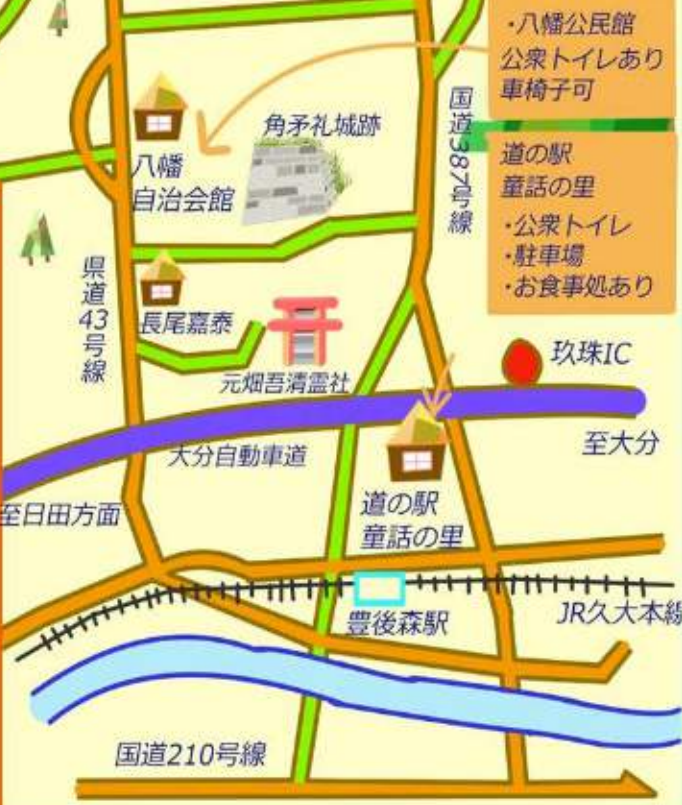 ・八幡公民館
公衆トイレあり
車椅子可
国道387号線
角矛礼城跡
八幡
自治会館
道の駅
童話の里
・公衆トイレ
・駐車場
・お食事処あり
県道43号線
長尾嘉泰
元畑吾清霊社
玖珠IC
大分自動車道
至大分
至日田方面
道の駅
童話の里
豊後森駅
JR久大本線
国道210号線